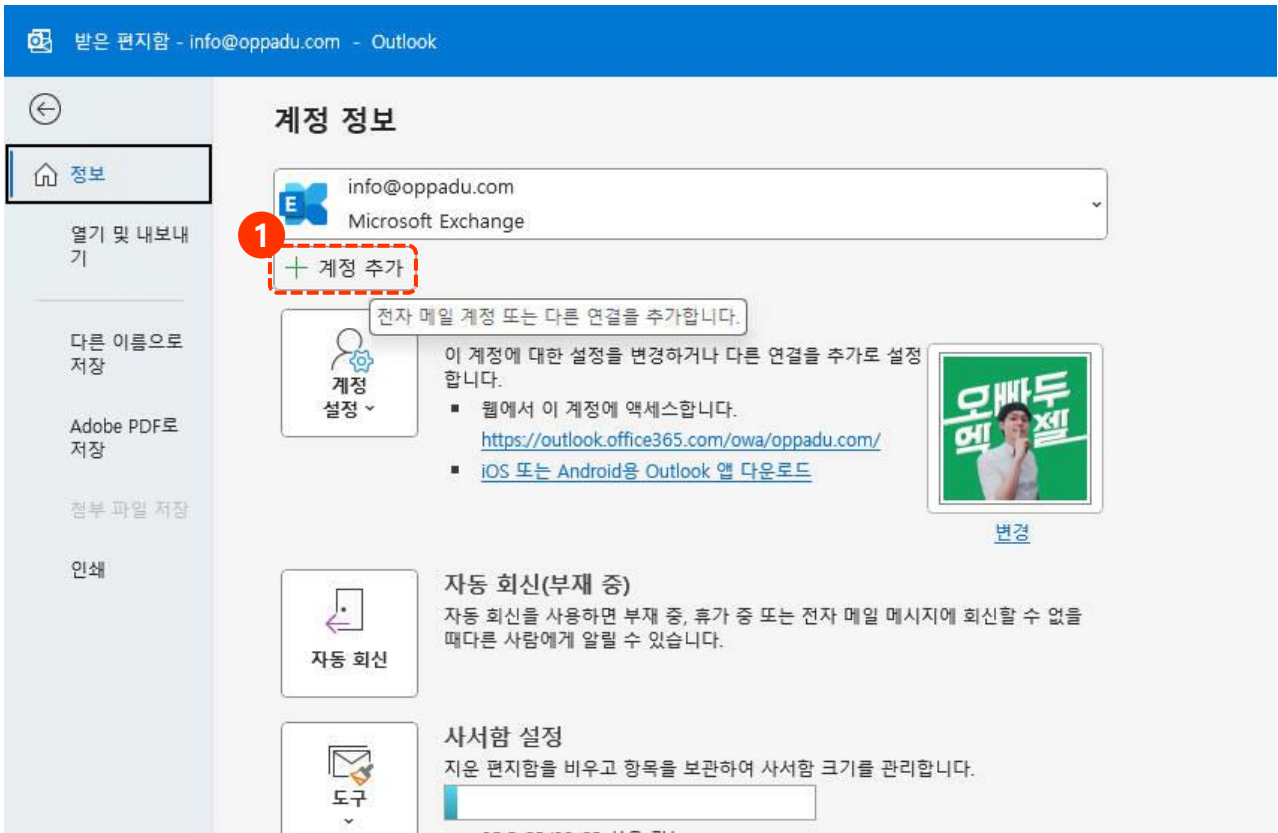 받은 편지함 - info@oppadu.com - Outlook
계정 정보
정보
info@oppadu.com
Microsoft Exchange
열기 및 내보내
기
1
계정 추가
전자 메일 계정 또는 다른 연결을 추가합니다.
다른 이름으로
저장
계정
설정
이 계정에 대한 설정을 변경하거나 다른 연결을 추가로 설정
합니다.
■ 웹에서 이 계정에 액세스합니다.
https://outlook.office365.com/owa/oppadu.com/
■ iOS 또는 Android용 Outlook 앱 다운로드
오빠두
엑셀
변경
Adobe PDF로
저장
첨부 파일 저장
인쇄
자동 회신
자동 회신(부재 중)
자동 회신을 사용하면 부재 중, 휴가 중 또는 전자 메일 메시지에 회신할 수 없을
때다른 사람에게 알릴 수 있습니다.
도구
사서함 설정
지운 편지함을 비우고 항목을 보관하여 사서함 크기를 관리합니다.